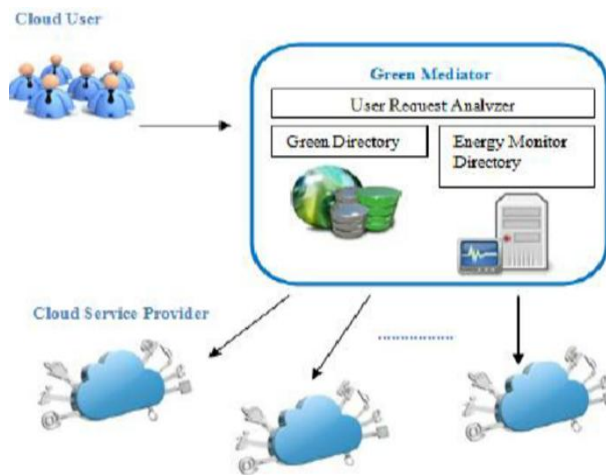 Cloud User
Green Mediator
User Request Analyzer
Green Directory
Energy Monitor
Directory
Cloud Service Provider